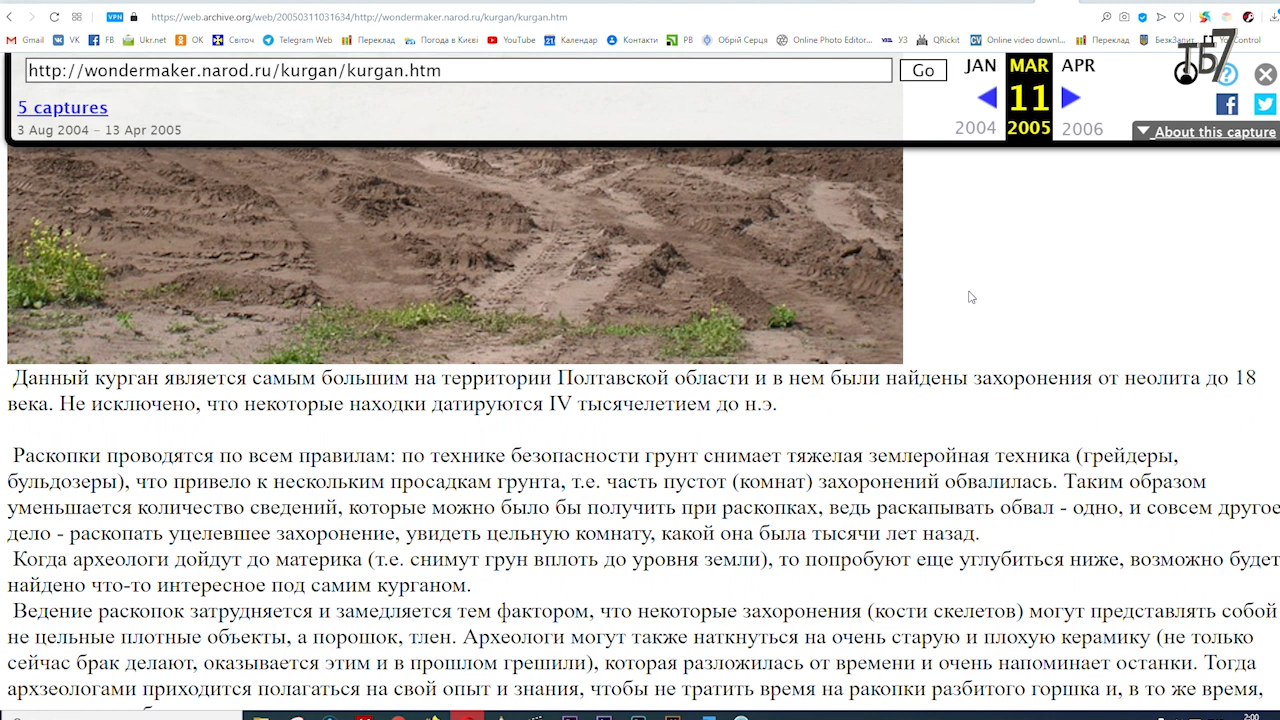 VPN https://web.archive.org/web/20050311031634/http://wondermaker.narod.ru/kurgan/kurgan.htm
Gmail VK FB Ukr.net ОК Світоч Telegram Web Переклад Погода в Києві YouTube Календар Контакти РВ Обрій Серця Online Photo Editor... УЗ QRickit Online video downl... Переклад БезкЗапит YouControl
ТБ7
http://wondermaker.narod.ru/kurgan/kurgan.htm Go JAN MAR APR
5 captures 11
3 Aug 2004 – 13 Apr 2005 2004 2005 2006 About this capture
Данный курган является самым большим на территории Полтавской области и в нем были найдены захоронения от неолита до 18
века. Не исключено, что некоторые находки датируются IV тысячелетием до н.э.
Раскопки проводятся по всем правилам: по технике безопасности грунт снимает тяжелая землеройная техника (грейдеры,
бульдозеры), что привело к нескольким просадкам грунта, т.е. часть пустот (комнат) захоронений обвалилась. Таким образом
уменьшается количество сведений, которые можно было бы получить при раскопках, ведь раскапывать обвал - одно, и совсем другое
дело - раскопать уцелевшее захоронение, увидеть цельную комнату, какой она была тысячи лет назад.
Когда археологи дойдут до материка (т.е. снимут грун вплоть до уровня земли), то попробуют еще углубиться ниже, возможно будет
найдено что-то интересное под самим курганом.
Ведение раскопок затрудняется и замедляется тем фактором, что некоторые захоронения (кости скелетов) могут представлять собой
не цельные плотные объекты, а порошок, тлен. Археологи могут также наткнуться на очень старую и плохую керамику (не только
сейчас брак делают, оказывается этим и в прошлом грешили), которая разложилась от времени и очень напоминает останки. Тогда
архзеологами приходится полагаться на свой опыт и знания, чтобы не тратить время на ракопки разбитого горшка и, в то же время,
2:00